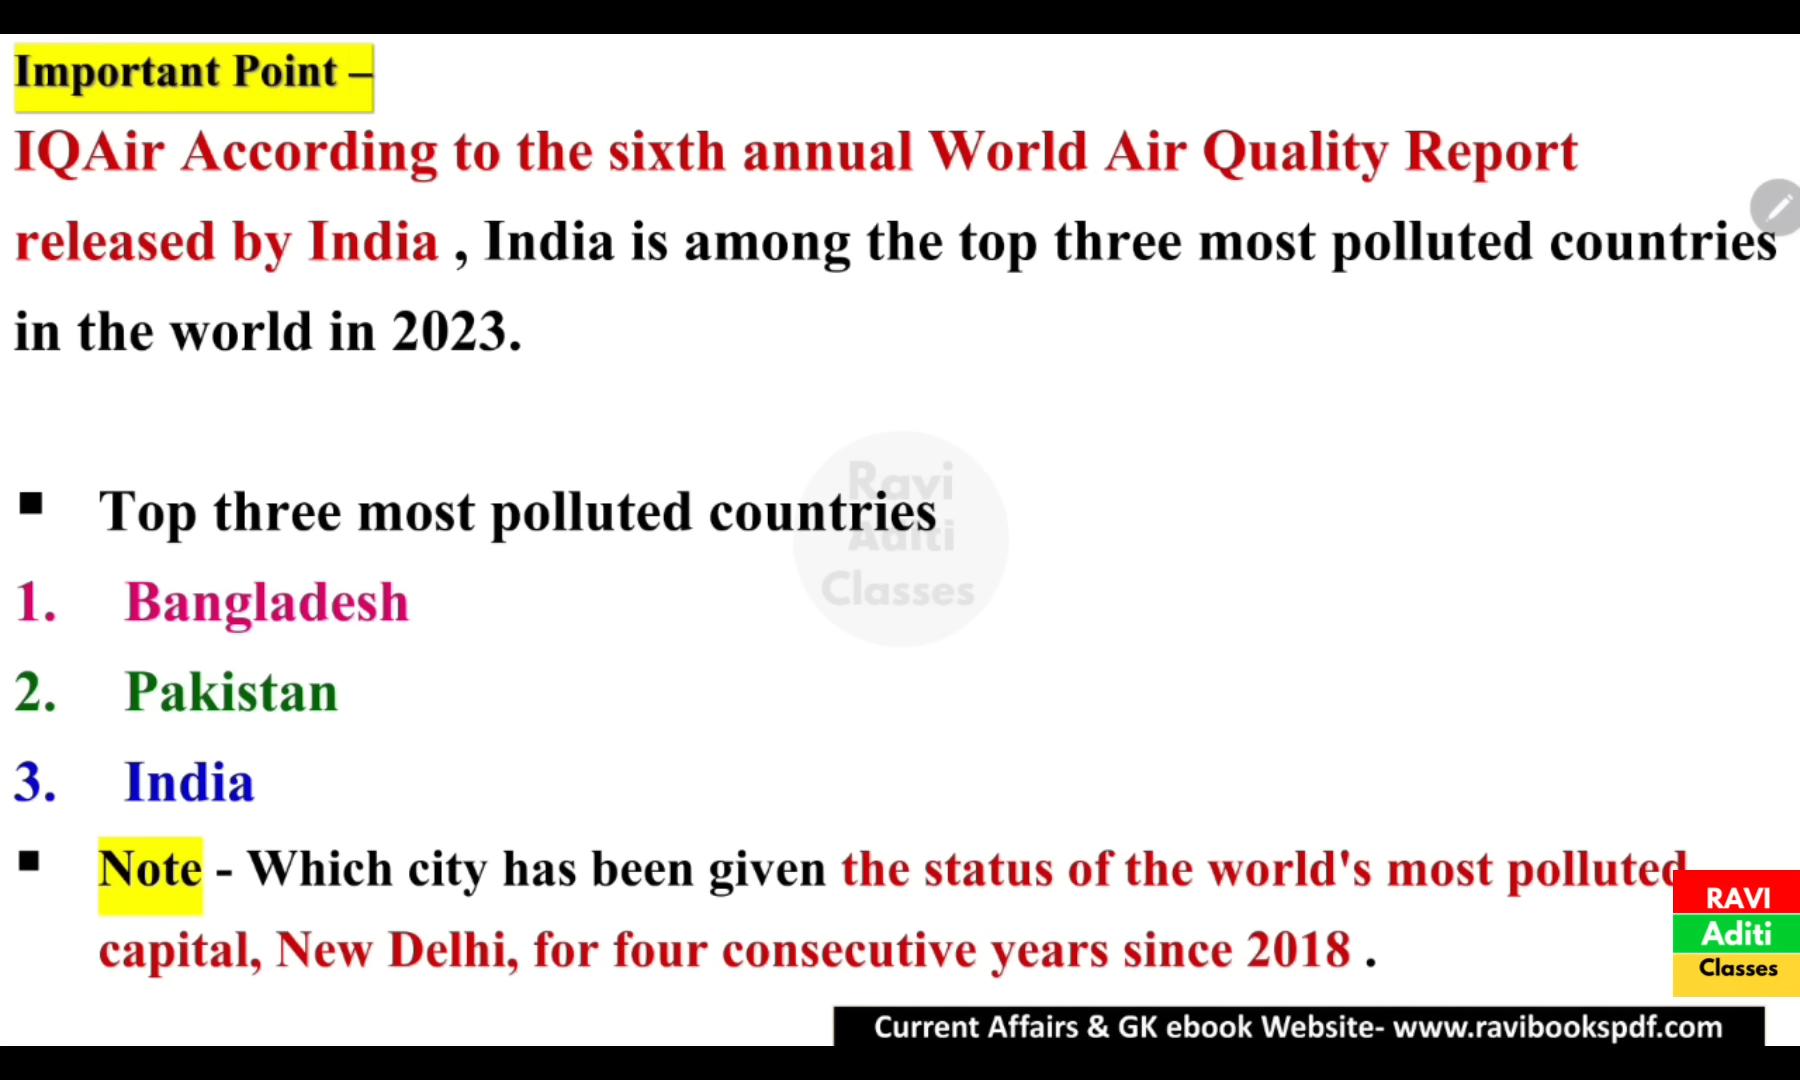 Important Point –
IQAir According to the sixth annual World Air Quality Report
released by India , India is among the top three most polluted countries
in the world in 2023.
Ravi
Aditi
Classes
▪ Top three most polluted countries
1. Bangladesh
2. Pakistan
3. India
▪ Note - Which city has been given the status of the world's most polluted
capital, New Delhi, for four consecutive years since 2018 .
RAVI
Aditi
Classes
Current Affairs & GK ebook Website- www.ravibookspdf.com